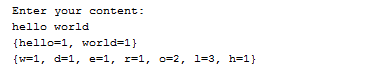 Enter your content:
hello world
{hello=1, world=1}
{w=1, d=1, e=1, r=1, o=2, l=3, h=1}